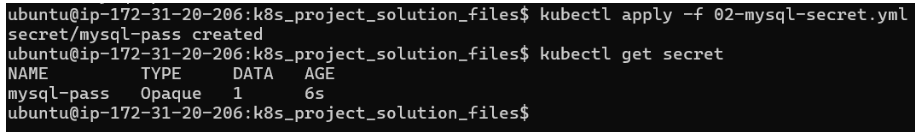 ubuntu@ip-172-31-20-206:k8s_project_solution_files$ kubectl apply -f 02-mysql-secret.yml
secret/mysql-pass created
ubuntu@ip-172-31-20-206:k8s_project_solution_files$ kubectl get secret
NAME         TYPE     DATA   AGE
mysql-pass   Opaque   1      6s
ubuntu@ip-172-31-20-206:k8s_project_solution_files$